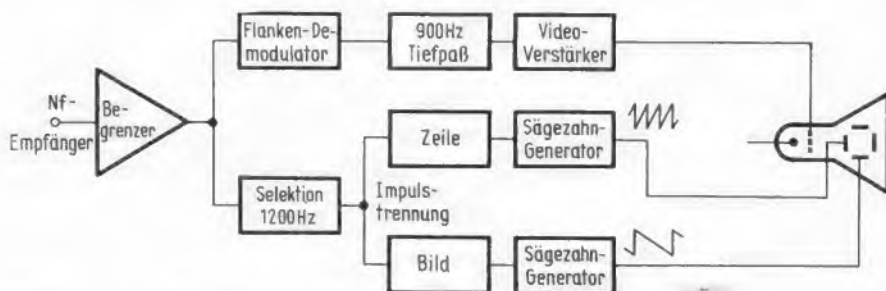 Flanken-De-
modulator
900Hz
Tiefpaß
Video-
Verstärker
Nf-
Empfänger
Be-
grenzer
Zeile
Sägezahn-
Generator
Selektion
1200Hz
Impuls-
trennung
Bild
Sägezahn-
Generator